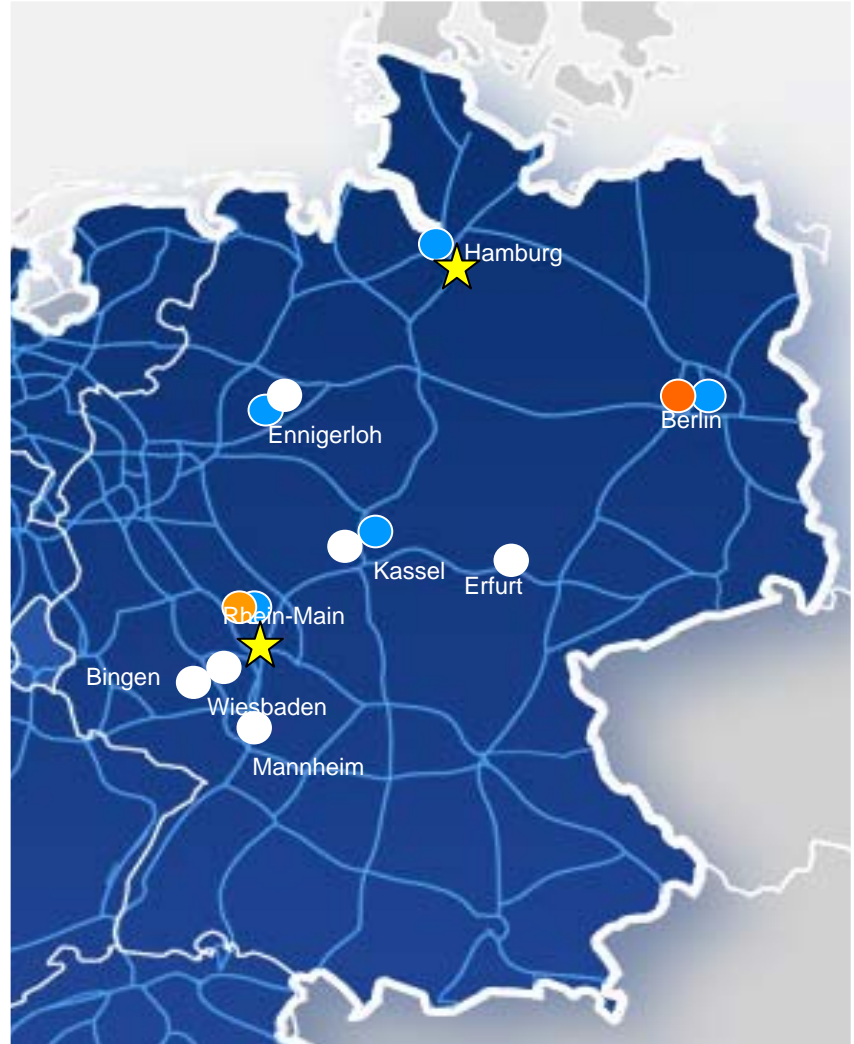 Hamburg
Berlin
Ennigerloh
Kassel
Erfurt
Rhein-Main
Bingen
Wiesbaden
Mannheim